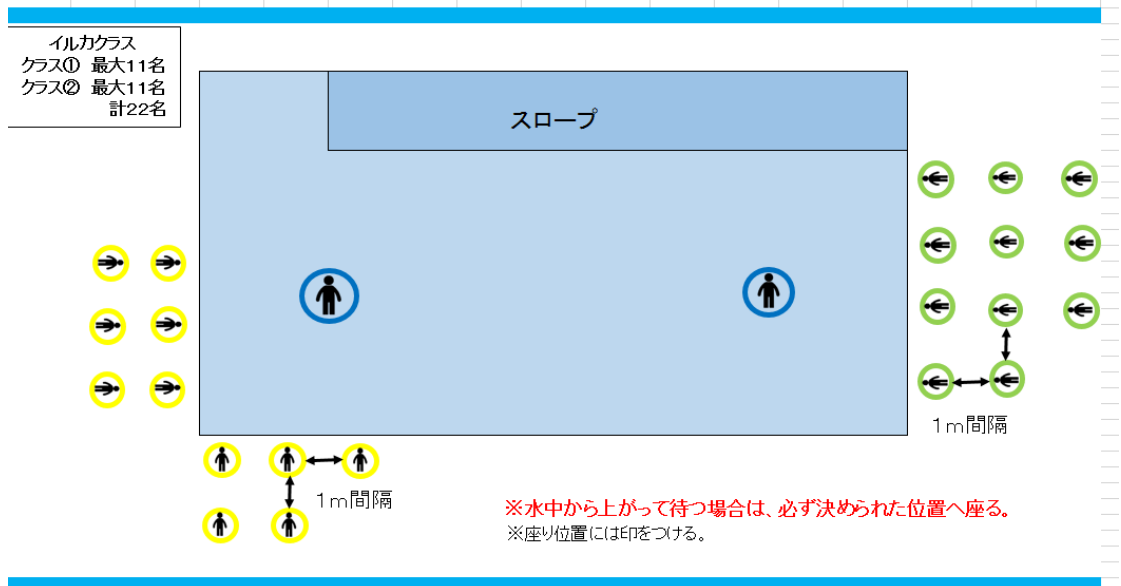 イルカクラス
クラス① 最大11名
クラス② 最大11名
計22名
スロープ
1m間隔
1m間隔
※水中から上がって待つ場合は、必ず決められた位置へ座る。
※座り位置には印をつける。